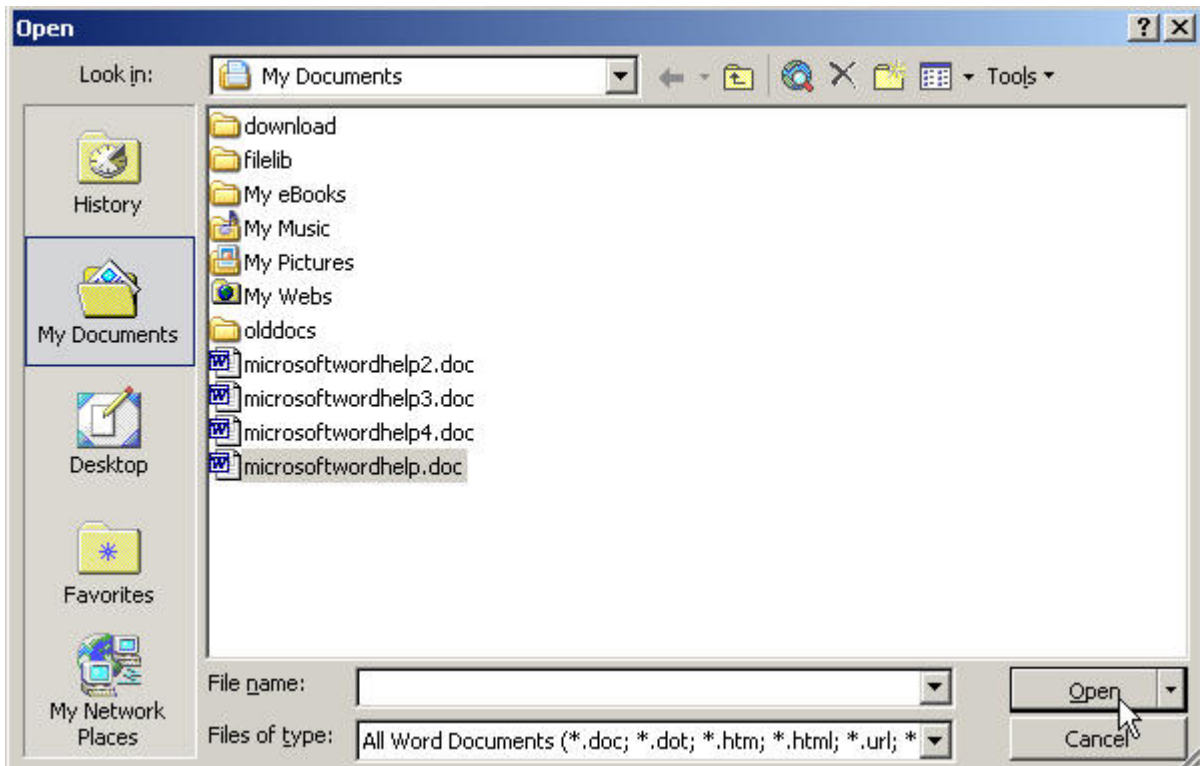 Open
Look in:
My Documents
Tools
History
My Documents
Desktop
Favorites
My Network
Places
download
filelib
My eBooks
My Music
My Pictures
My Webs
olddocs
microsoftwordhelp2.doc
microsoftwordhelp3.doc
microsoftwordhelp4.doc
microsoftwordhelp.doc
File name:
Open
Files of type:
All Word Documents (*.doc; *.dot; *.htm; *.html; *.url; *
Cancel